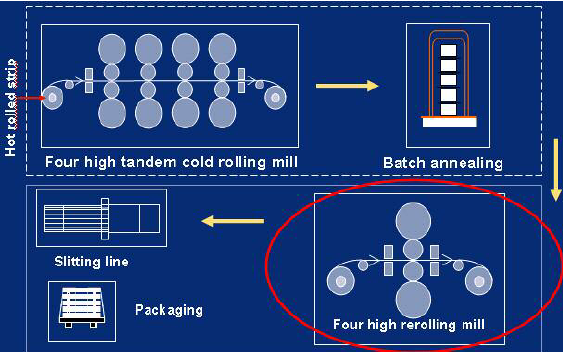 Hot rolled strip
Four high tandem cold rolling mill
Batch annealing
Slitting line
Packaging
Four high rerolling mill